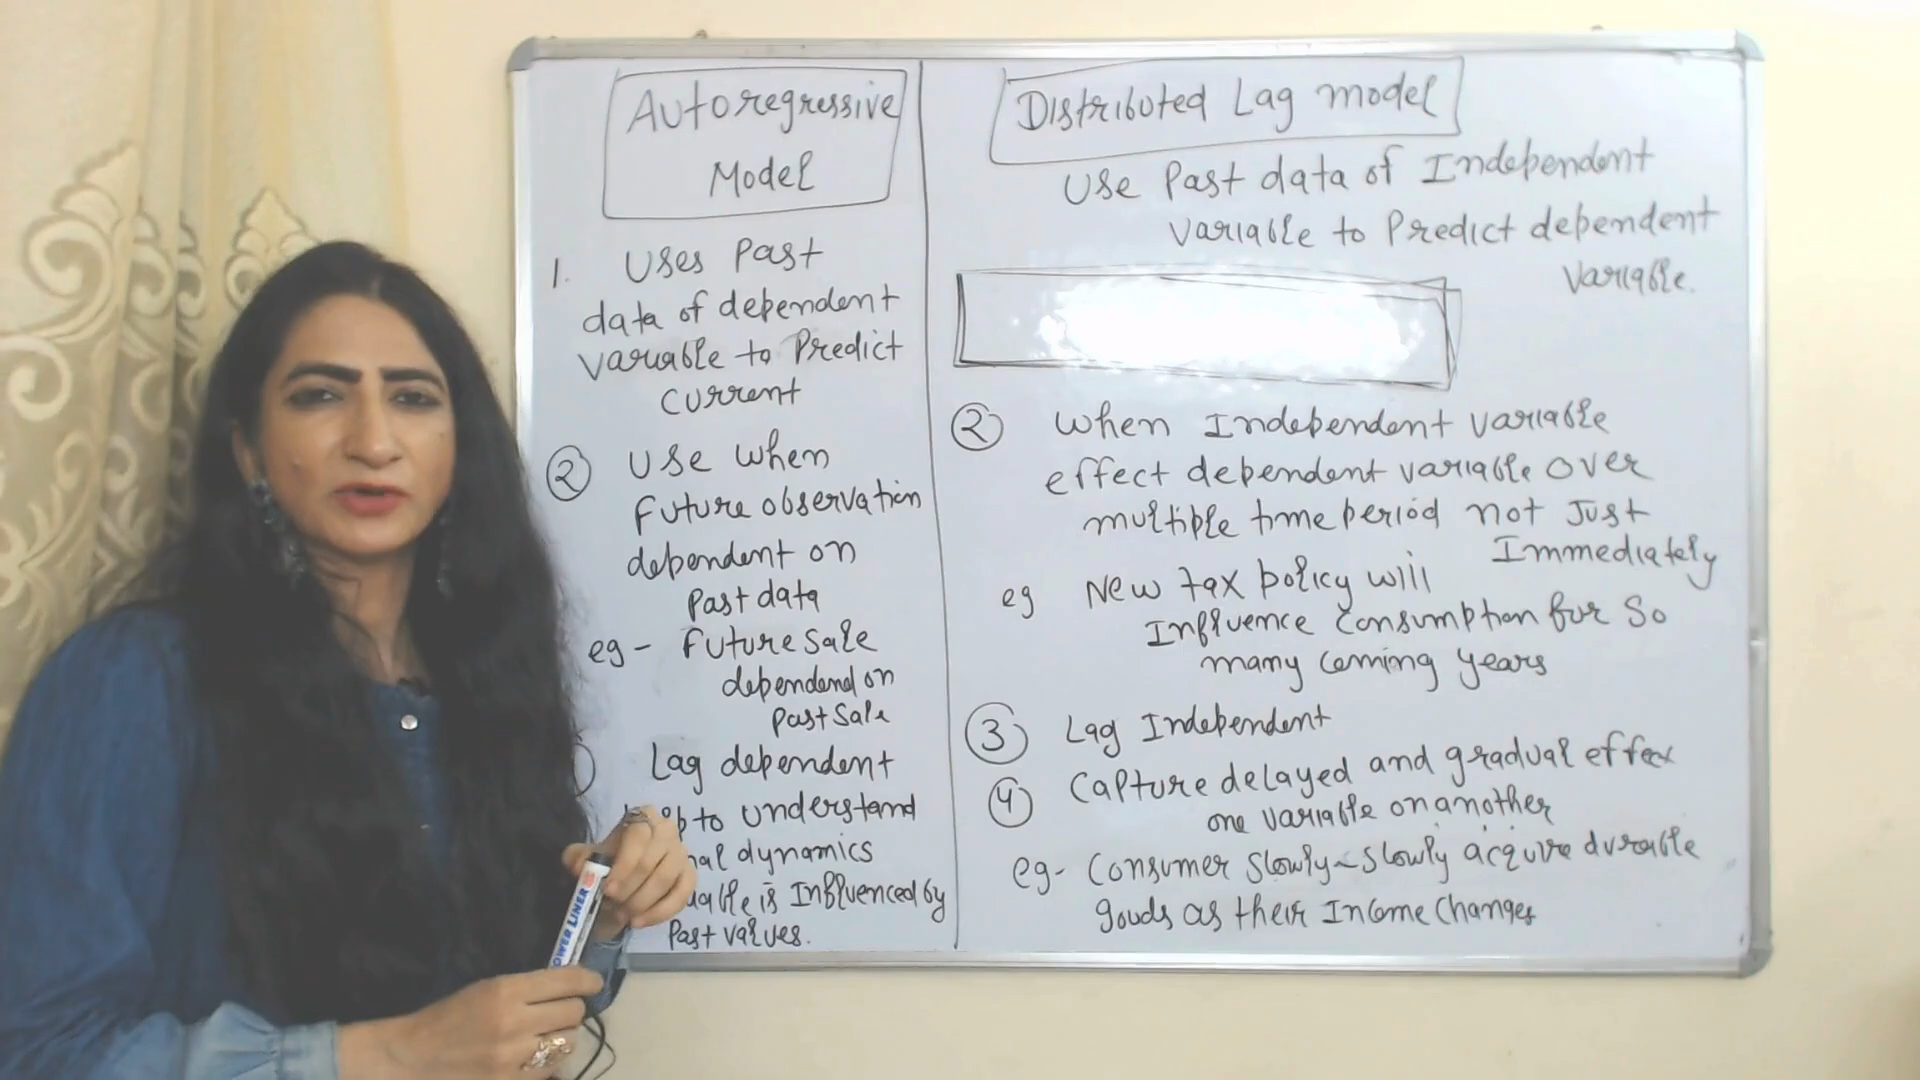 Autoregressive
Model
1. Uses Past
data of dependent
variable to Predict
current
② Use when
Future observation
dependent on
Past data
eg - Future Sale
dependend on
Past Sale
Lag dependent
to understand
dynamics
is Influenced by
Past values.
Distributed Lag model
Use Past data of Independent
variable to Predict dependent
variable.
② When Independent variable
effect dependent variable over
multiple time period not Just
Immediately
eg New tax policy will
Influence Consumption for So
many coming years
③ Lag Independent
④ Capture delayed and gradual effect
one variable on another
eg- Consumer slowly-slowly acquire durable
goods as their Income Changes
OWER LINER